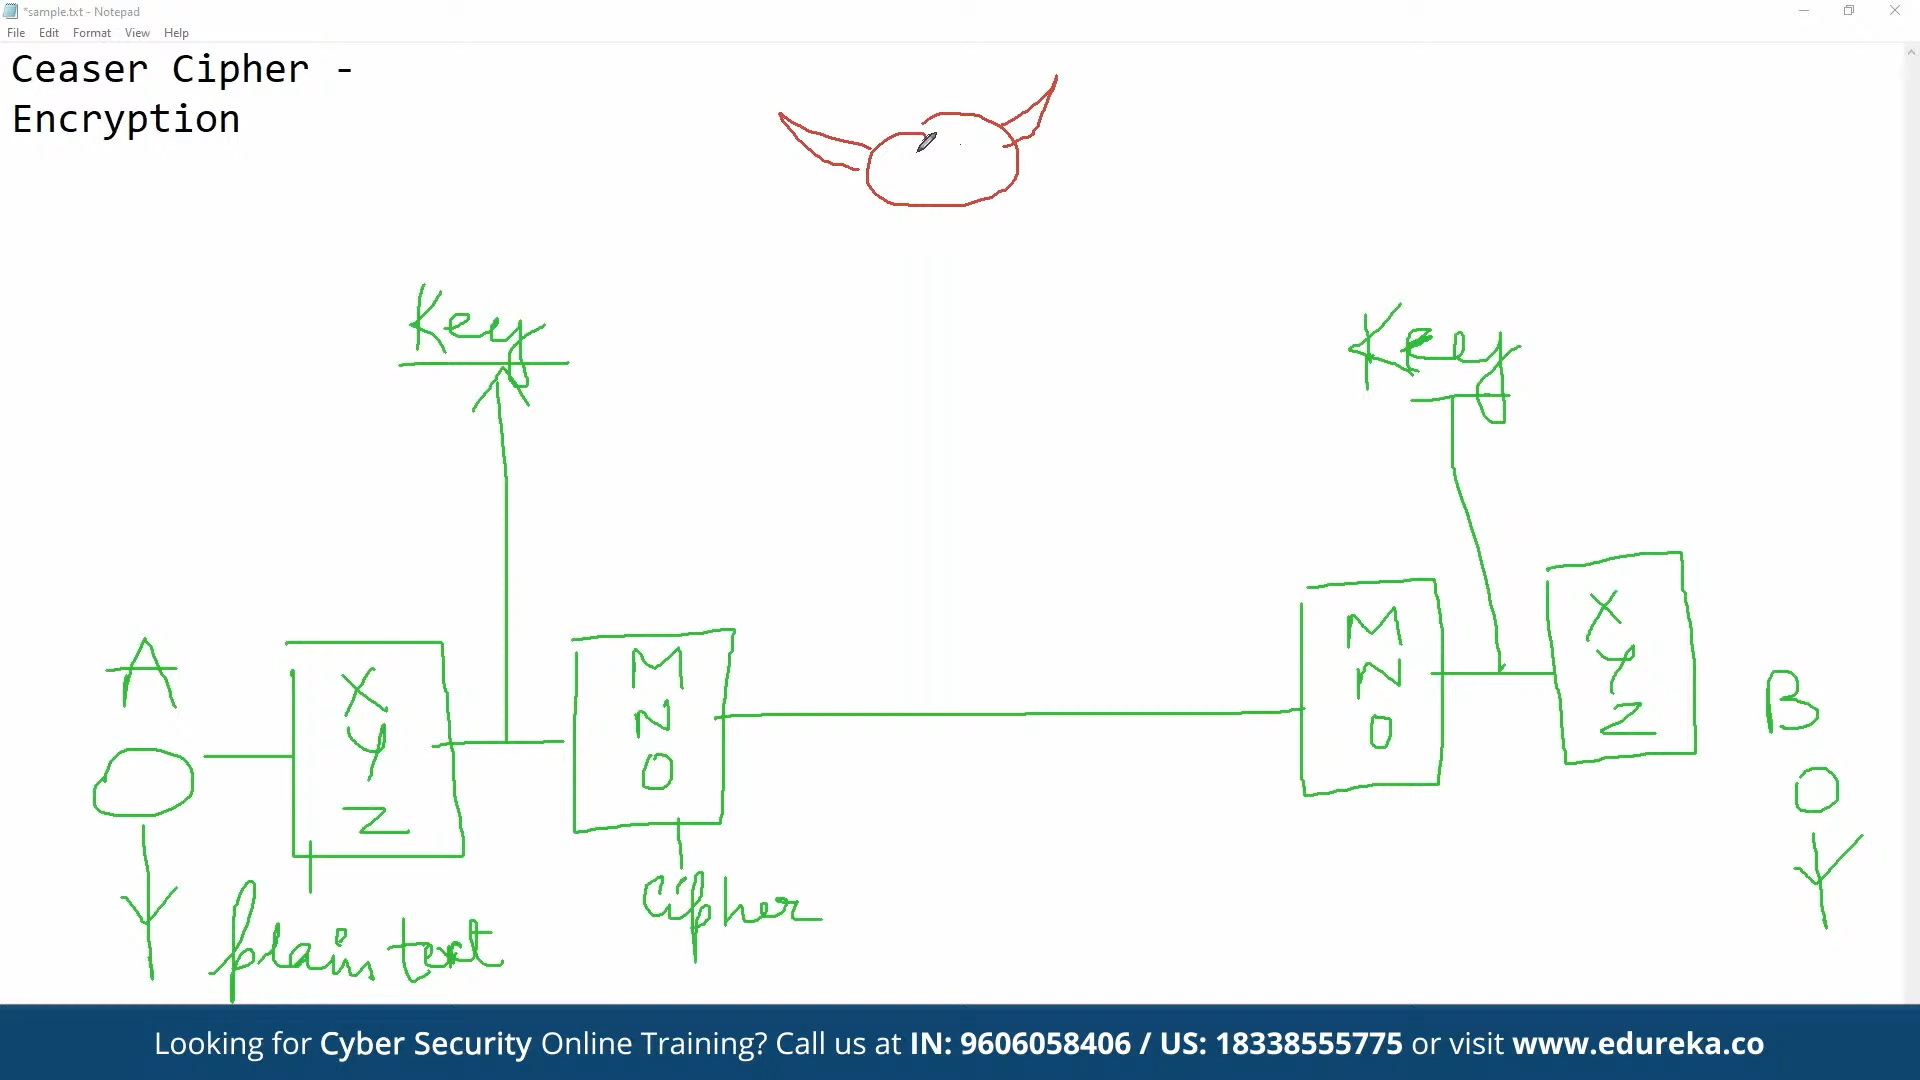 *sample.txt - Notepad
File Edit Format View Help
Ceaser Cipher -
Encryption
Key
Key
A
X
Y
Z
M
N
O
M
N
O
X
Y
Z
B
plain text
Cipher
Looking for Cyber Security Online Training? Call us at IN: 9606058406 / US: 18338555775 or visit www.edureka.co